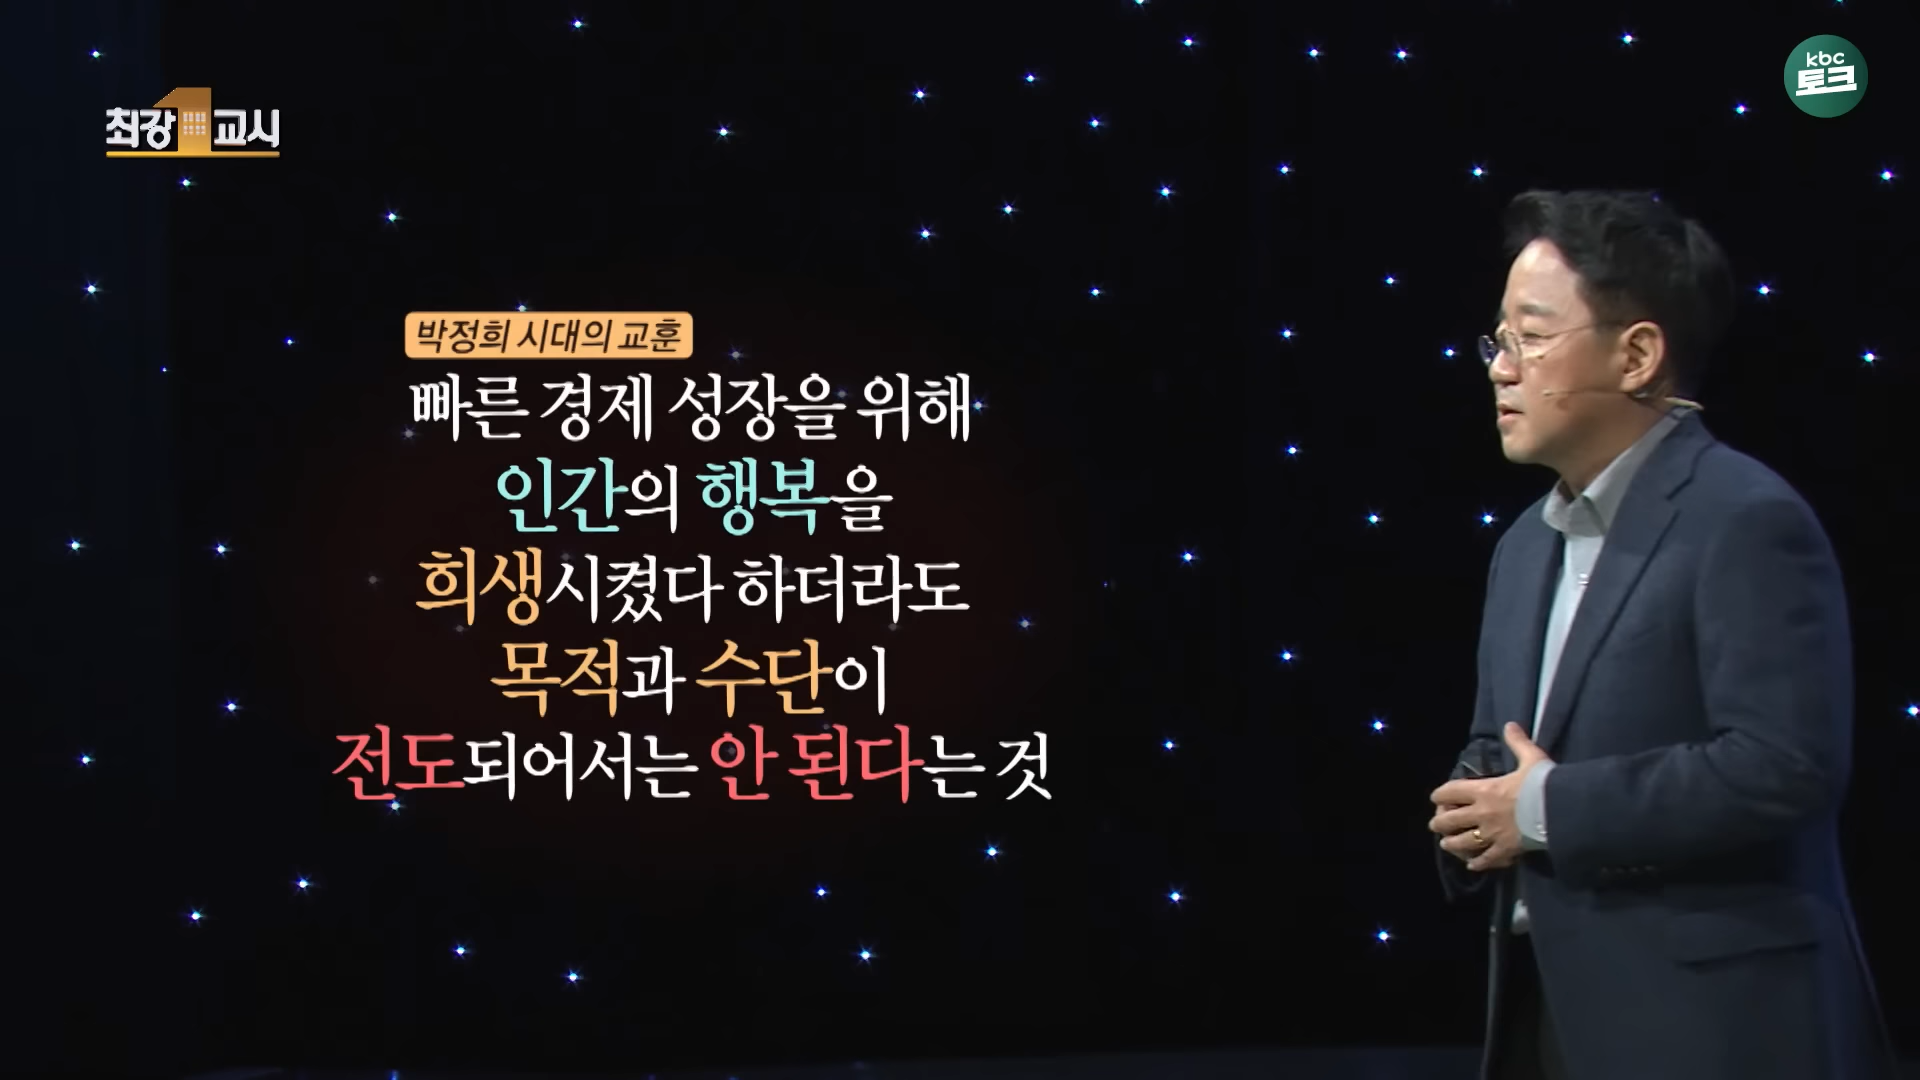 최강1교시
kbc
토크
박정희 시대의 교훈
빠른 경제 성장을 위해
인간의 행복을
희생시켰다 하더라도
목적과 수단이
전도되어서는 안 된다는 것